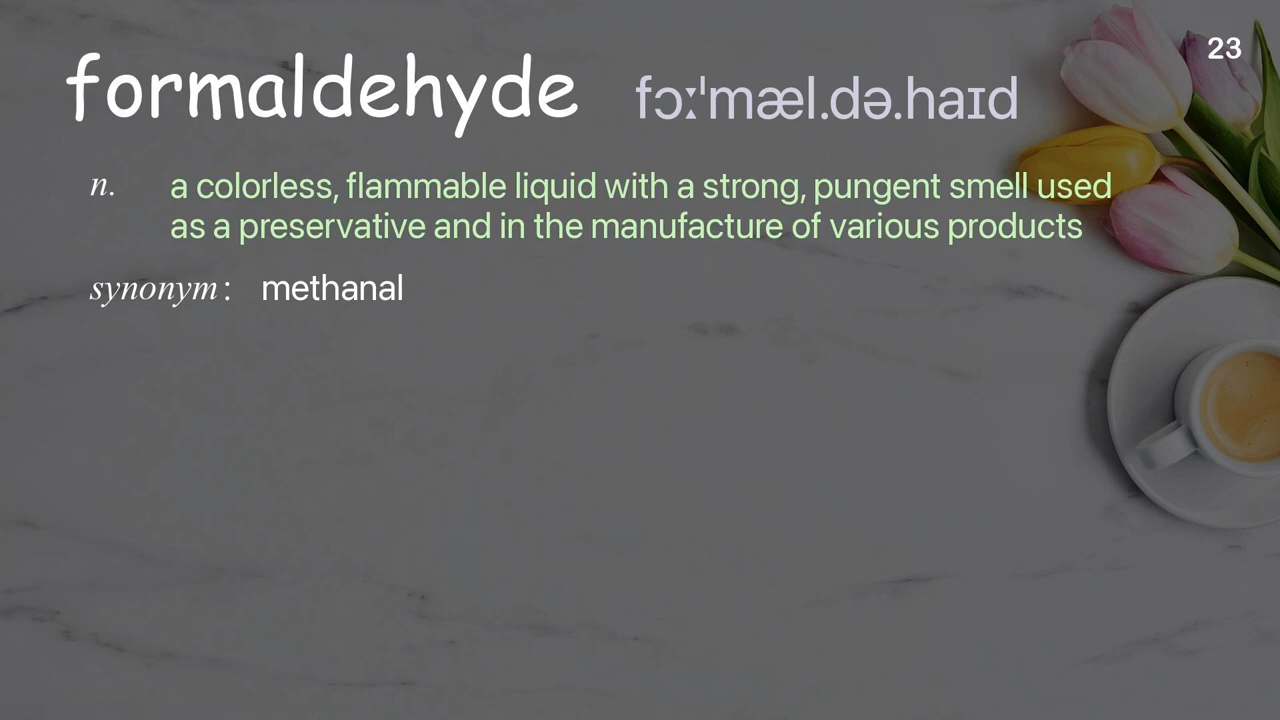 23
formaldehyde fɔːˈmæl.də.haɪd
n. a colorless, flammable liquid with a strong, pungent smell used
as a preservative and in the manufacture of various products
synonym: methanal